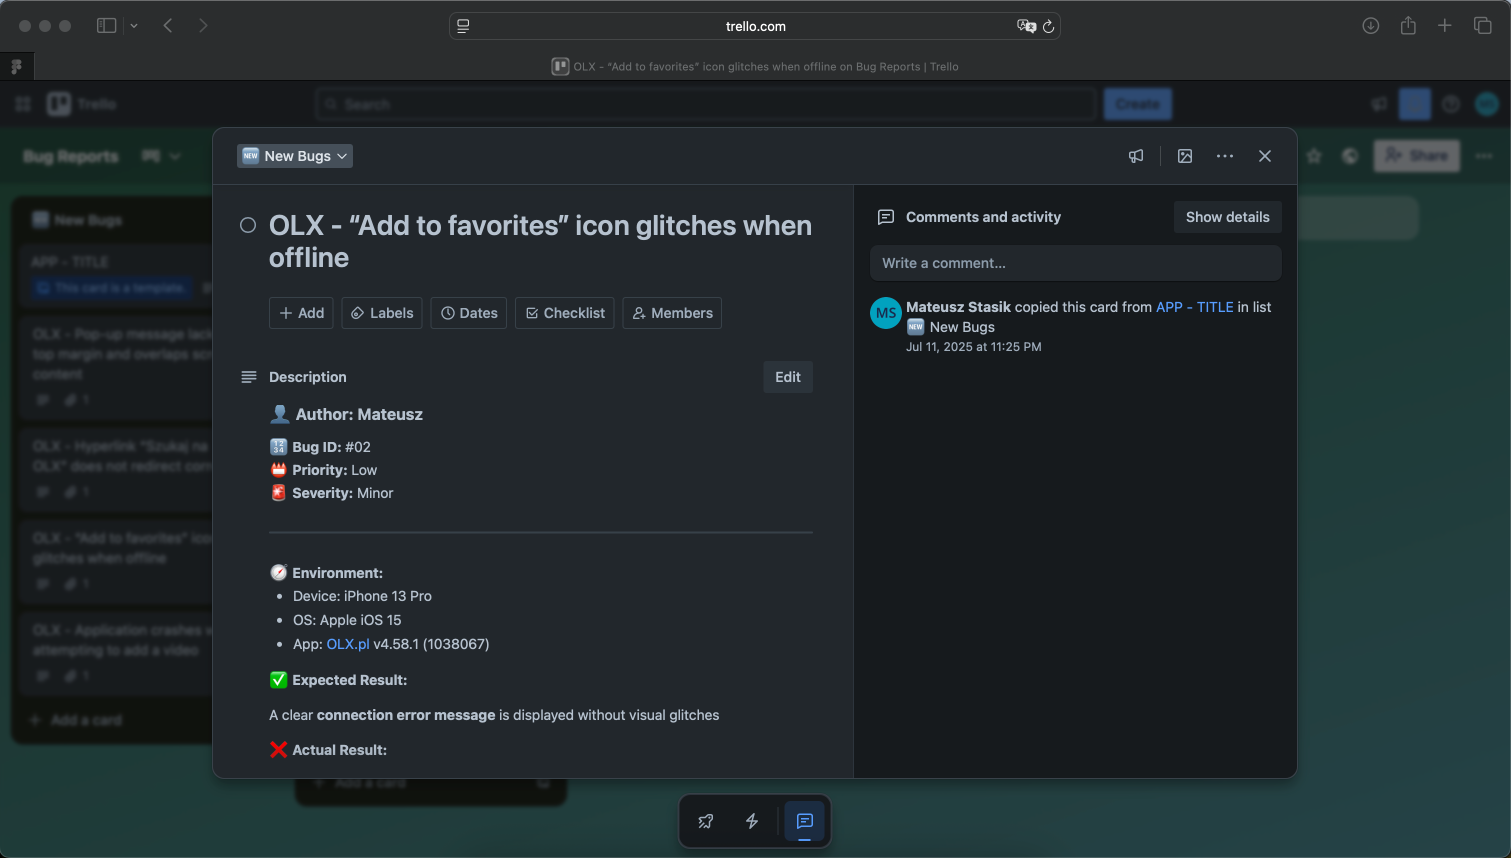 trello.com
OLX - “Add to favorites” icon glitches when offline on Bug Reports | Trello
Trello
Search
Create
Bug Reports
Share
New Bugs
APP - TITLE
This card is a template.
OLX - Pop-up message lack
top margin and overlaps scr
content
1
OLX - Hyperlink "Szukaj na
OLX" does not redirect corr
1
OLX - "Add to favorites" ico
glitches when offline
1
OLX - Application crashes w
attempting to add a video
1
+ Add a card
+ Add a card
NEW New Bugs
OLX - “Add to favorites” icon glitches when
offline
+ Add
Labels
Dates
Checklist
Members
Description
Edit
Author: Mateusz
1234 Bug ID: #02
Priority: Low
Severity: Minor
Environment:
• Device: iPhone 13 Pro
• OS: Apple iOS 15
• App: OLX.pl v4.58.1 (1038067)
Expected Result:
A clear connection error message is displayed without visual glitches
Actual Result:
Comments and activity
Show details
Write a comment...
MS
Mateusz Stasik copied this card from APP - TITLE in list
NEW New Bugs
Jul 11, 2025 at 11:25 PM